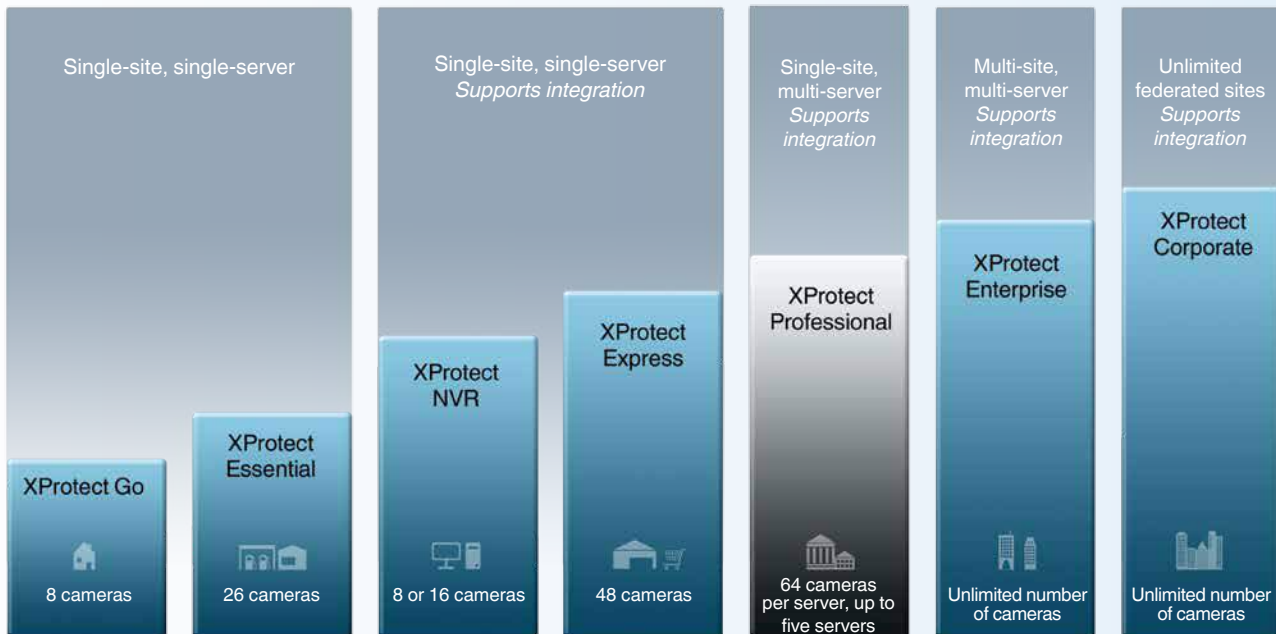 Single-site, single-server
Single-site, single-server
Supports integration
Single-site,
multi-server
Supports
integration
Multi-site,
multi-server
Supports
integration
Unlimited
federated sites
Supports
integration
XProtect Go
8 cameras
XProtect
Essential
26 cameras
XProtect
NVR
8 or 16 cameras
XProtect
Express
48 cameras
XProtect
Professional
64 cameras
per server, up to
five servers
XProtect
Enterprise
Unlimited number
of cameras
XProtect
Corporate
Unlimited number
of cameras